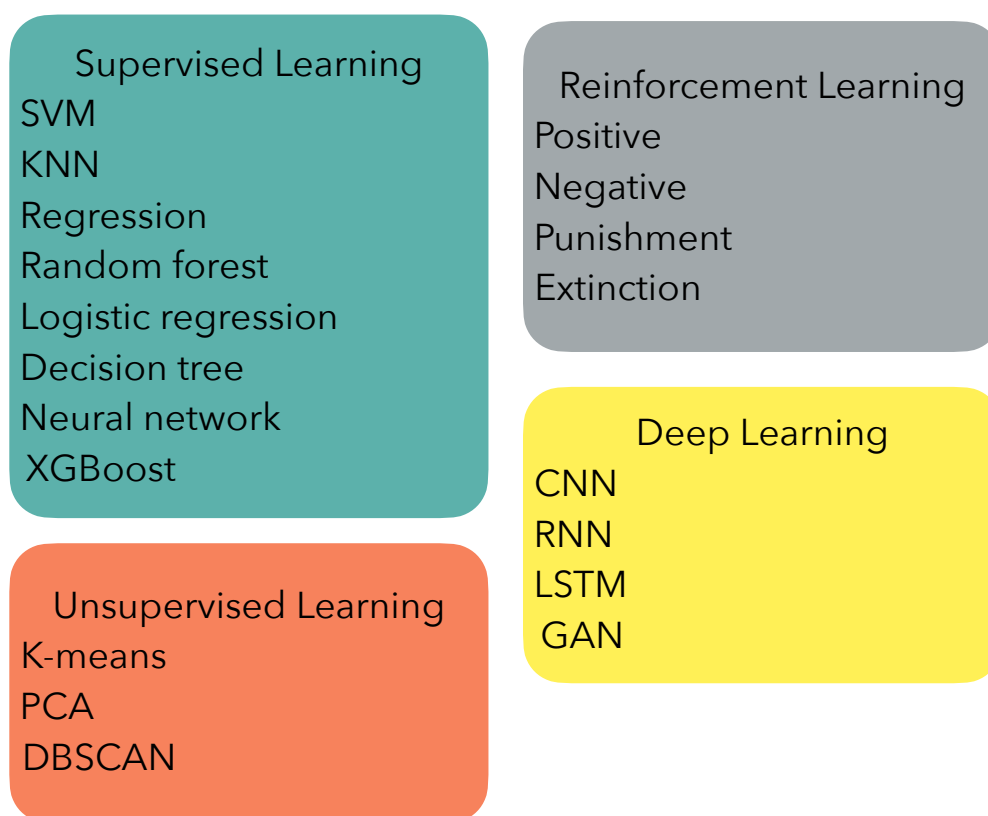 Supervised Learning
SVM
KNN
Regression
Random forest
Logistic regression
Decision tree
Neural network
XGBoost
Unsupervised Learning
K-means
PCA
DBSCAN
Reinforcement Learning
Positive
Negative
Punishment
Extinction
Deep Learning
CNN
RNN
LSTM
GAN